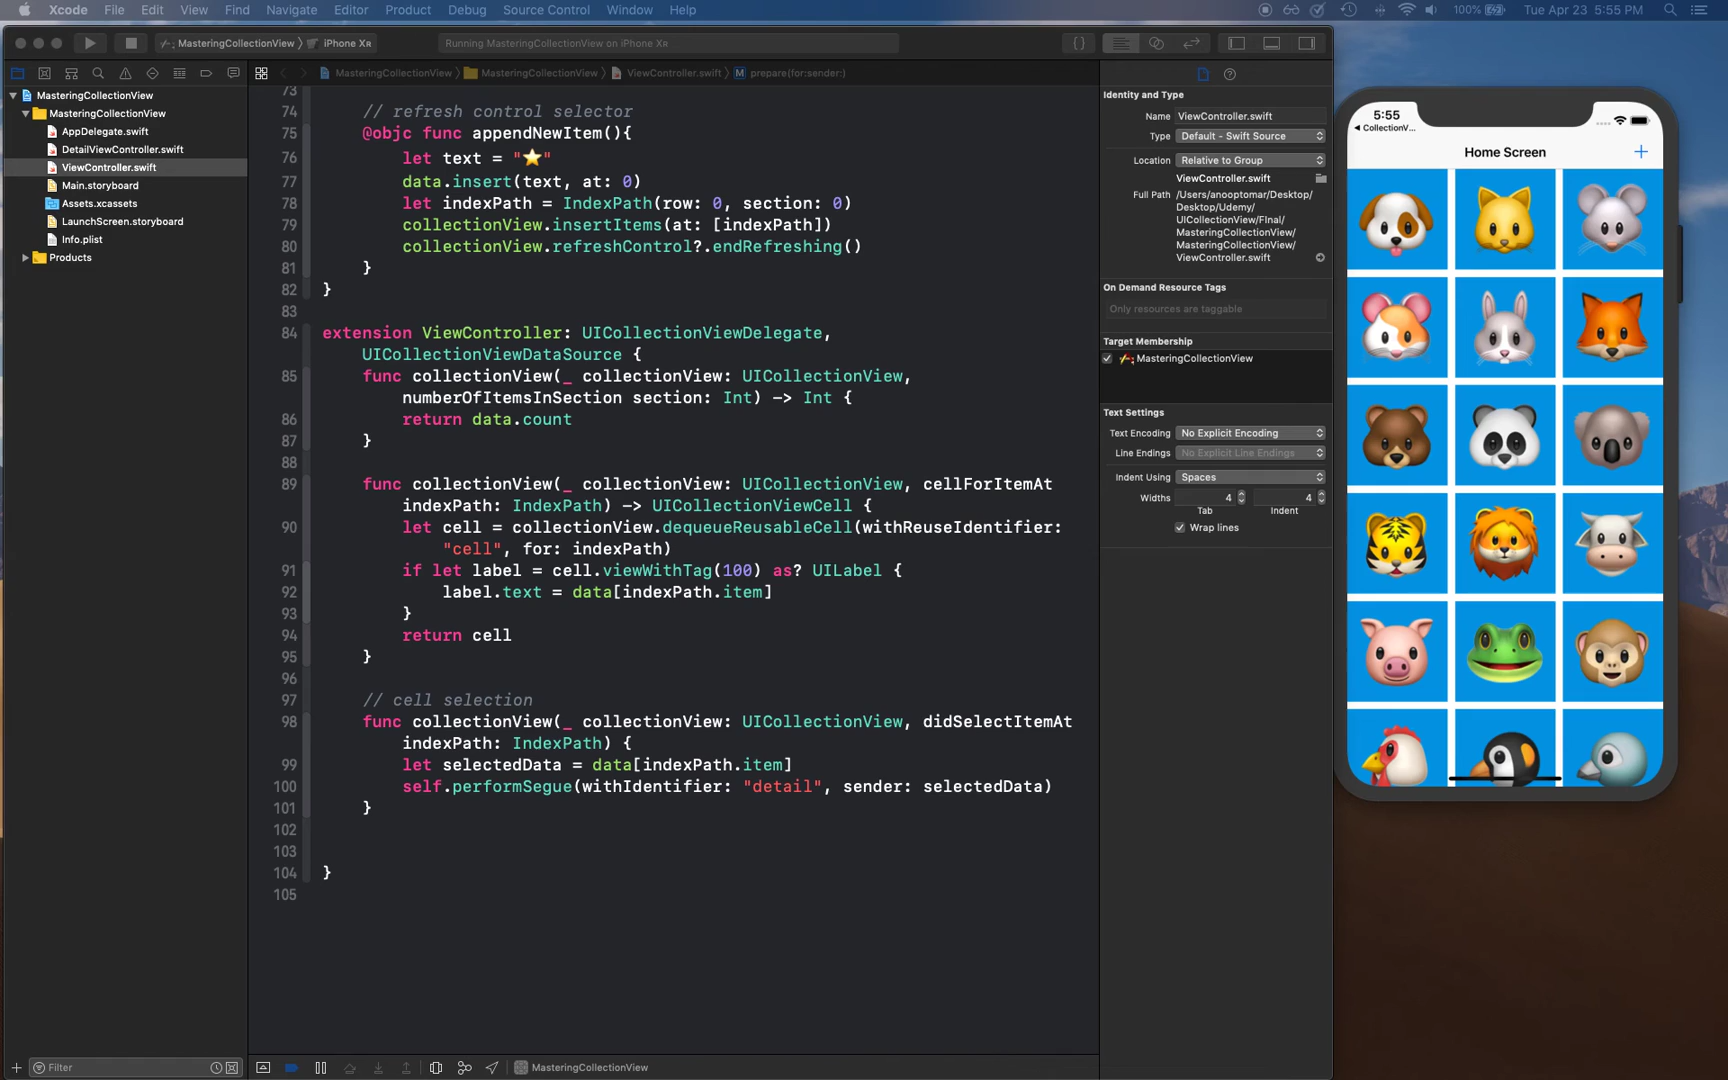 Xcode File Edit View Find Navigate Editor Product Debug Source Control Window Help 100% Tue Apr 23 5:55 PM
MasteringCollectionView iPhone XR Running MasteringCollectionView on iPhone XR {}
MasteringCollectionView MasteringCollectionView ViewController.swift M prepare(for:sender:)
MasteringCollectionView
MasteringCollectionView
AppDelegate.swift
DetailViewController.swift
ViewController.swift
Main.storyboard
Assets.xcassets
LaunchScreen.storyboard
Info.plist
Products
Filter
73
74 // refresh control selector
75 @objc func appendNewItem(){
76 let text = "⭐"
77 data.insert(text, at: 0)
78 let indexPath = IndexPath(row: 0, section: 0)
79 collectionView.insertItems(at: [indexPath])
80 collectionView.refreshControl?.endRefreshing()
81 }
82 }
83
84 extension ViewController: UICollectionViewDelegate,
UICollectionViewDataSource {
85 func collectionView(_ collectionView: UICollectionView,
numberOfItemsInSection section: Int) -> Int {
86 return data.count
87 }
88
89 func collectionView(_ collectionView: UICollectionView, cellForItemAt
indexPath: IndexPath) -> UICollectionViewCell {
90 let cell = collectionView.dequeueReusableCell(withReuseIdentifier:
"cell", for: indexPath)
91 if let label = cell.viewWithTag(100) as? UILabel {
92 label.text = data[indexPath.item]
93 }
94 return cell
95 }
96
97 // cell selection
98 func collectionView(_ collectionView: UICollectionView, didSelectItemAt
indexPath: IndexPath) {
99 let selectedData = data[indexPath.item]
100 self.performSegue(withIdentifier: "detail", sender: selectedData)
101 }
102
103
104 }
105
MasteringCollectionView
Identity and Type
Name ViewController.swift
Type Default - Swift Source
Location Relative to Group
ViewController.swift
Full Path /Users/anooptomar/Desktop/
Desktop/Udemy/
UICollectionView/FInal/
MasteringCollectionView/
MasteringCollectionView/
ViewController.swift
On Demand Resource Tags
Only resources are taggable
Target Membership
MasteringCollectionView
Text Settings
Text Encoding No Explicit Encoding
Line Endings No Explicit Line Endings
Indent Using Spaces
Widths 4 4
Tab Indent
Wrap lines
5:55
CollectionV...
Home Screen +